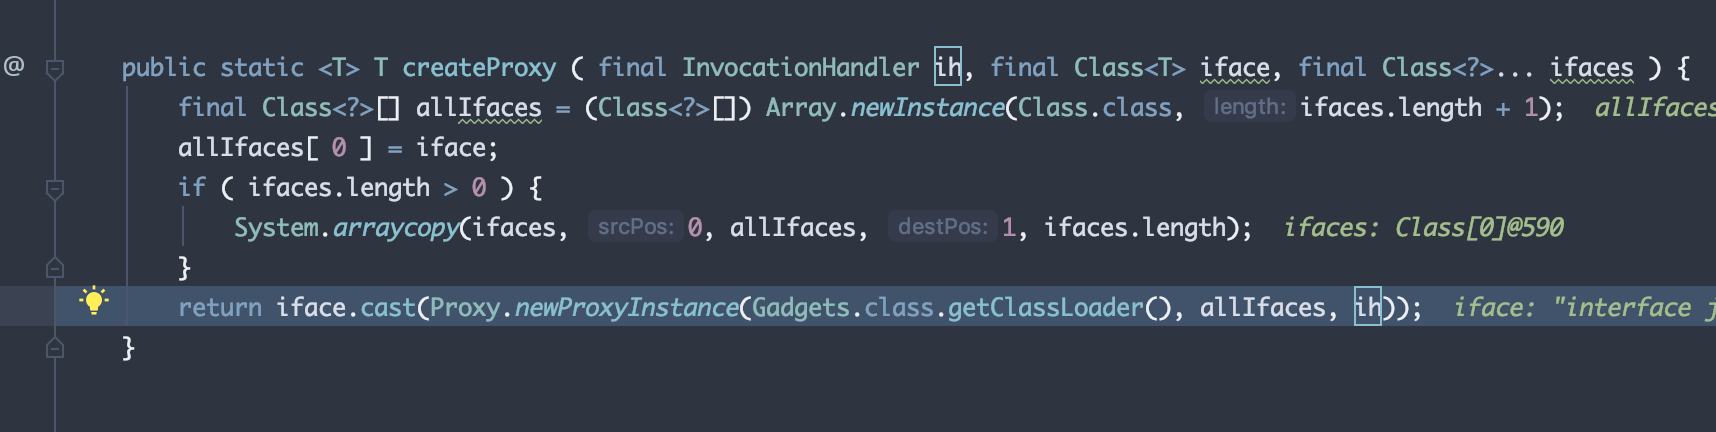 @ public static <T> T createProxy ( final InvocationHandler ih, final Class<T> iface, final Class<?>... ifaces ) {
final Class<?>[] allIfaces = (Class<?>[]) Array.newInstance(Class.class, length: ifaces.length + 1); allIfaces
allIfaces[ 0 ] = iface;
if ( ifaces.length > 0 ) {
System.arraycopy(ifaces, srcPos: 0, allIfaces, destPos: 1, ifaces.length); ifaces: Class[0]@590
}
return iface.cast(Proxy.newProxyInstance(Gadgets.class.getClassLoader(), allIfaces, ih)); iface: "interface j
}